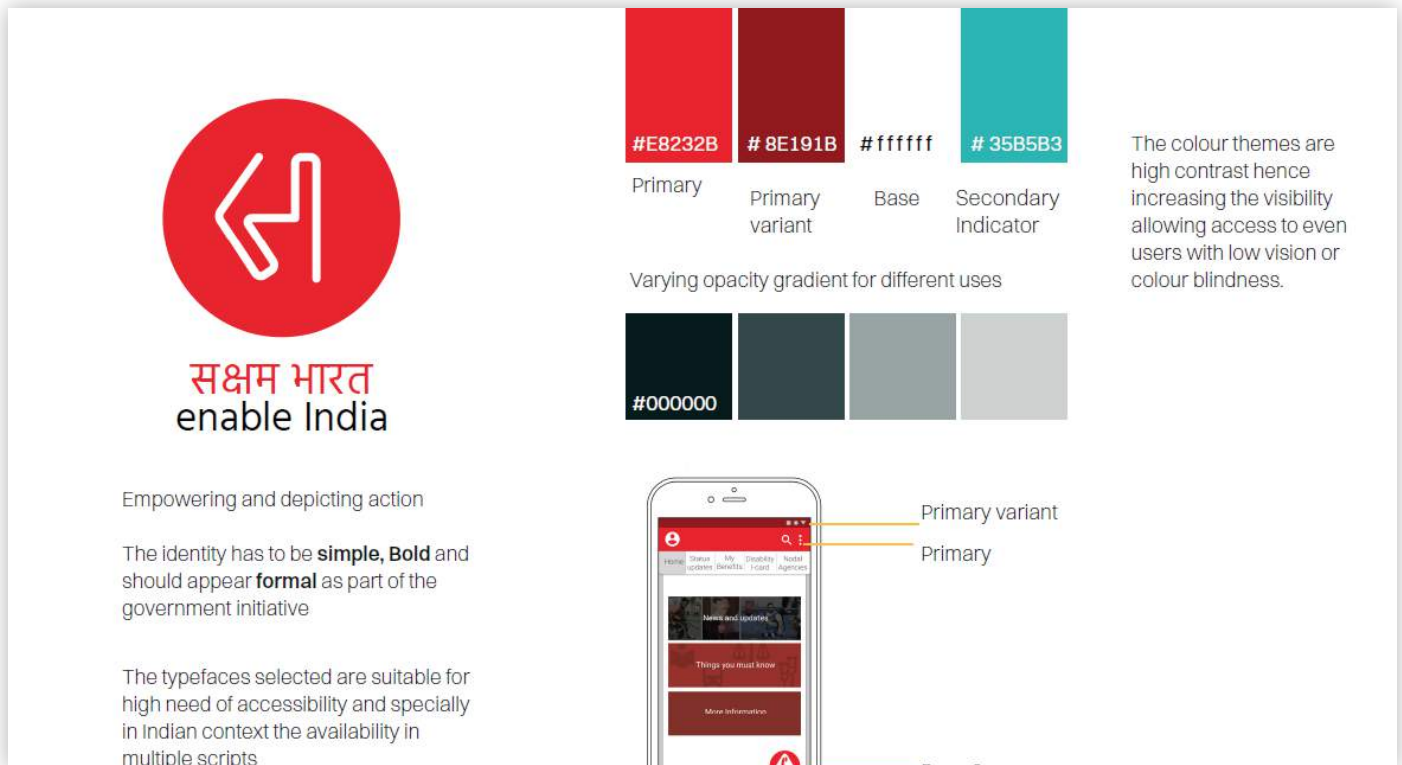 #E8232B
# 8E191B
#ffffff
# 35B5B3
Primary
Primary
variant
Base
Secondary
Indicator
The colour themes are
high contrast hence
increasing the visibility
allowing access to even
users with low vision or
colour blindness.
Varying opacity gradient for different uses
#000000
सक्षम भारत
enable India
Empowering and depicting action
The identity has to be simple, Bold and
should appear formal as part of the
government initiative
The typefaces selected are suitable for
high need of accessibility and specially
in Indian context the availability in
multiple scripts
Primary variant
Primary
Home
Status
updates
My
Benefits
Disability
I-card
Nodal
Agencies
News and updates
Things you must know
More Information